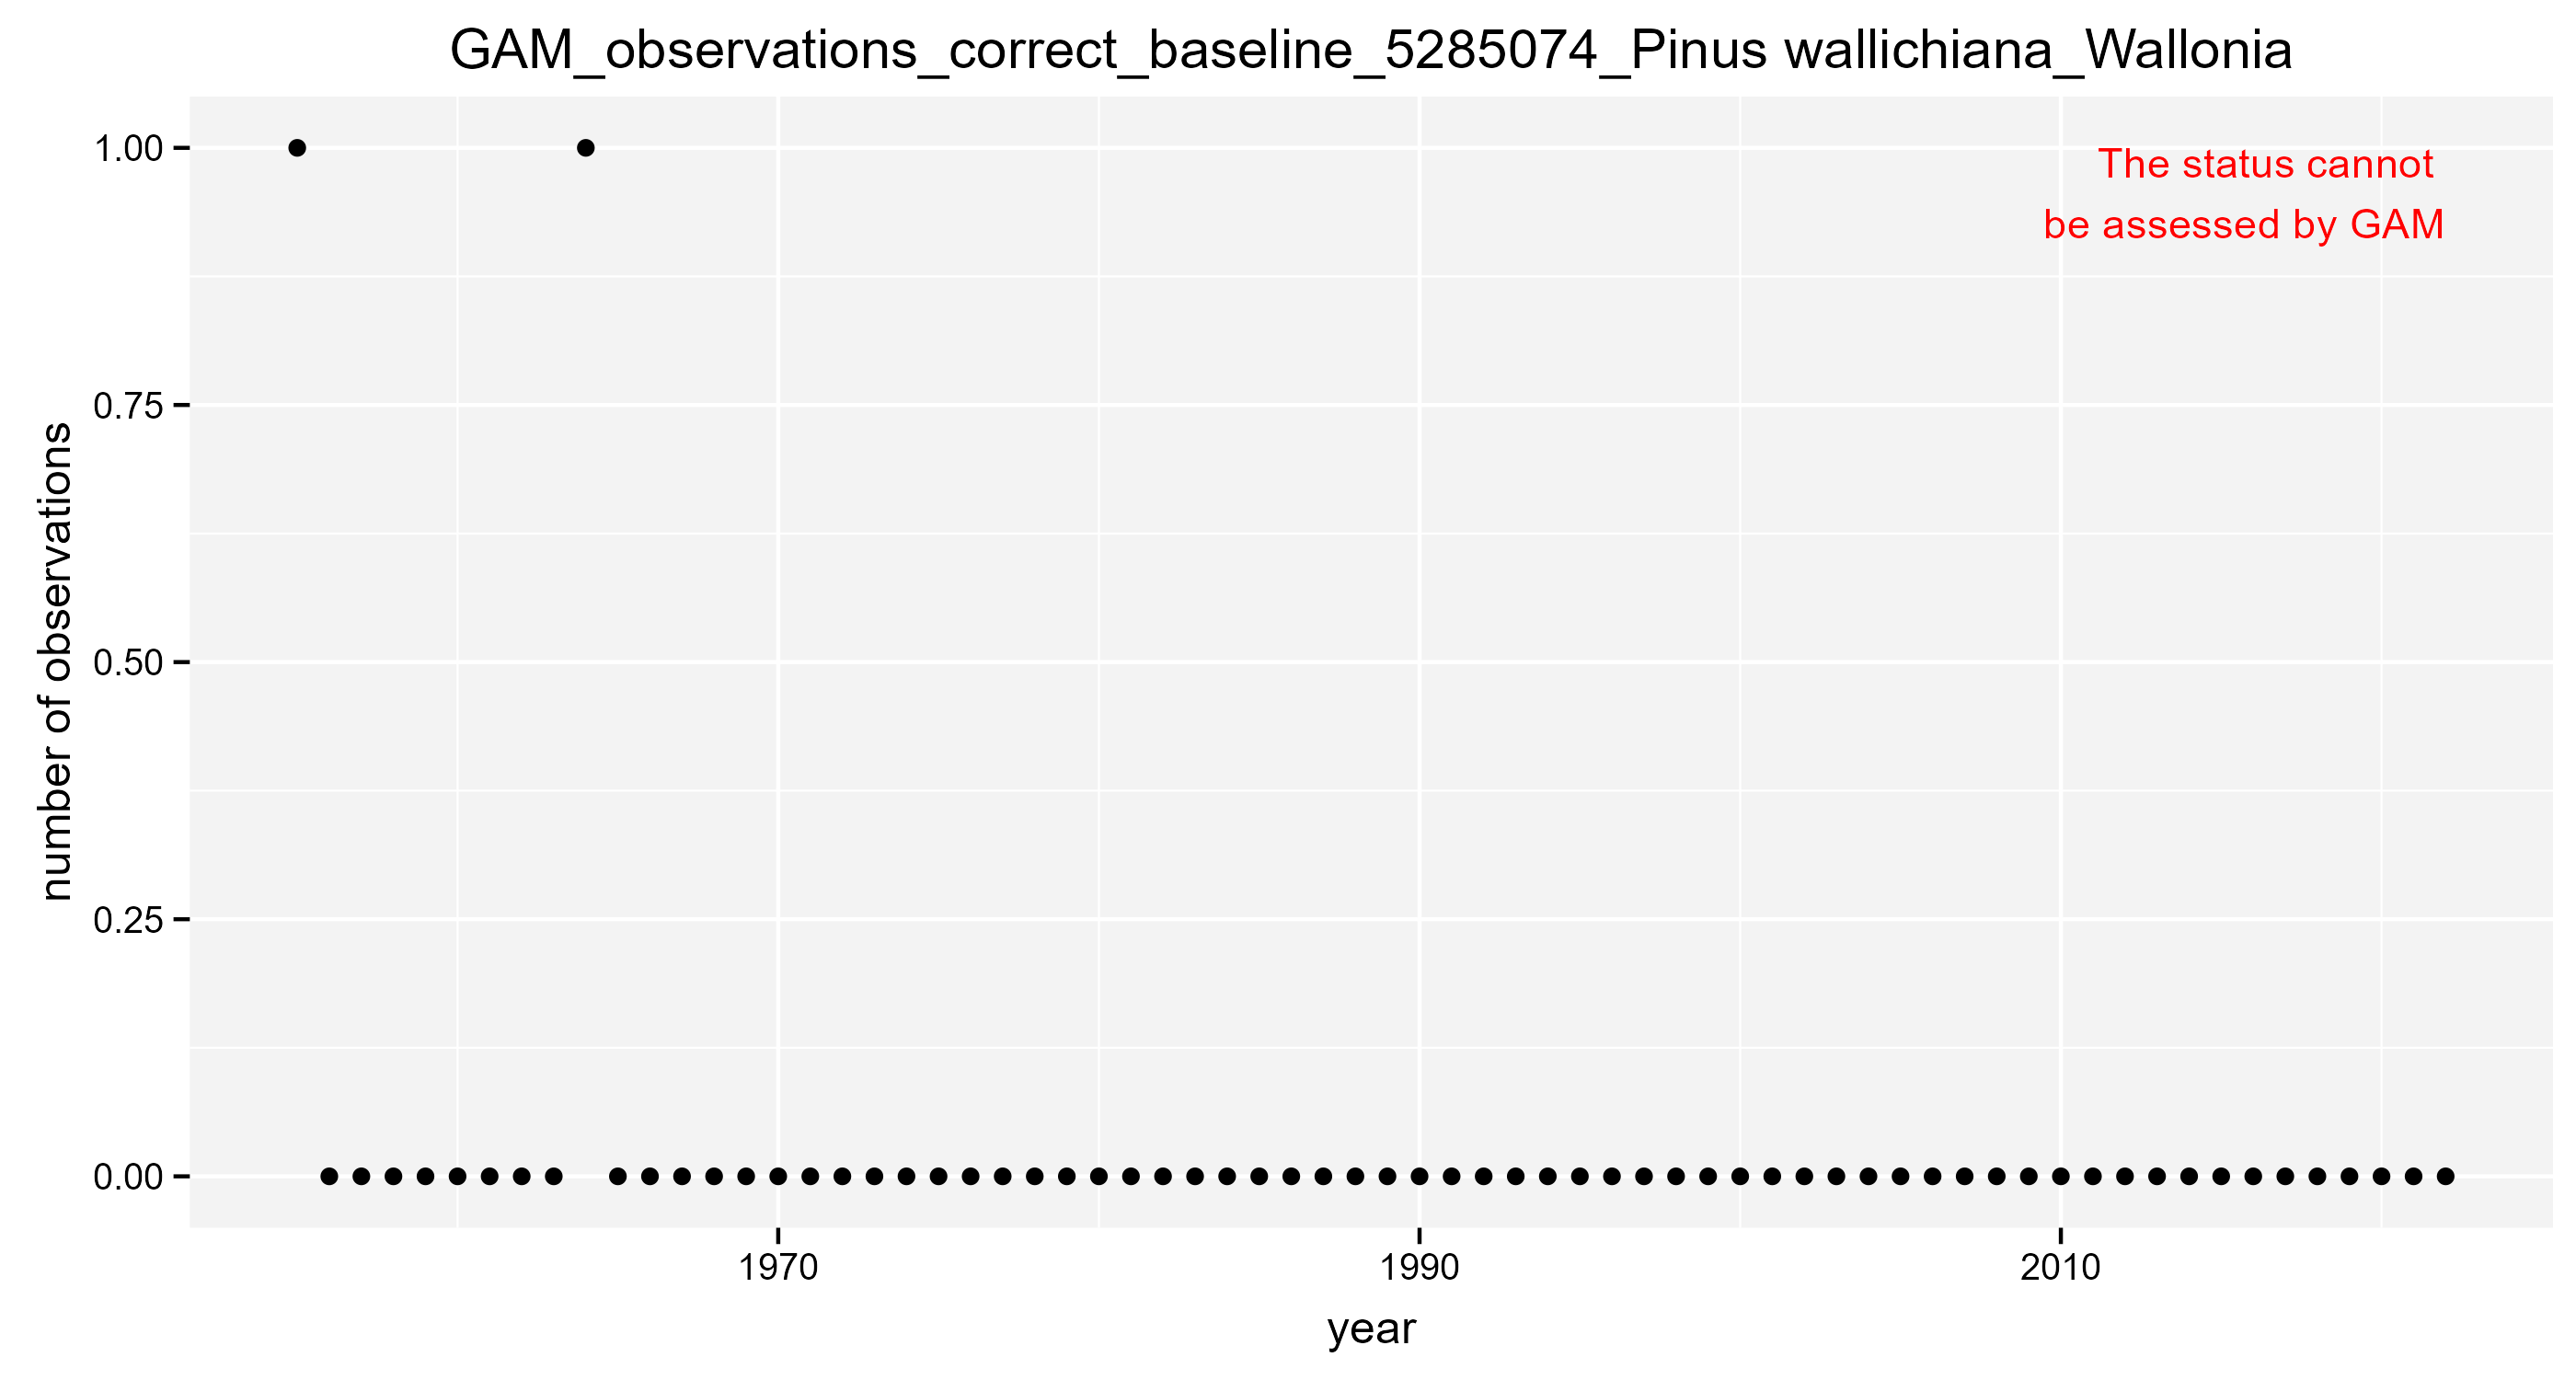 GAM_observations_correct_baseline_5285074_Pinus wallichiana_Wallonia
1.00
The status cannot
be assessed by GAM
0.75
number of observations
0.50
0.25
0.00
1970
1990
2010
year